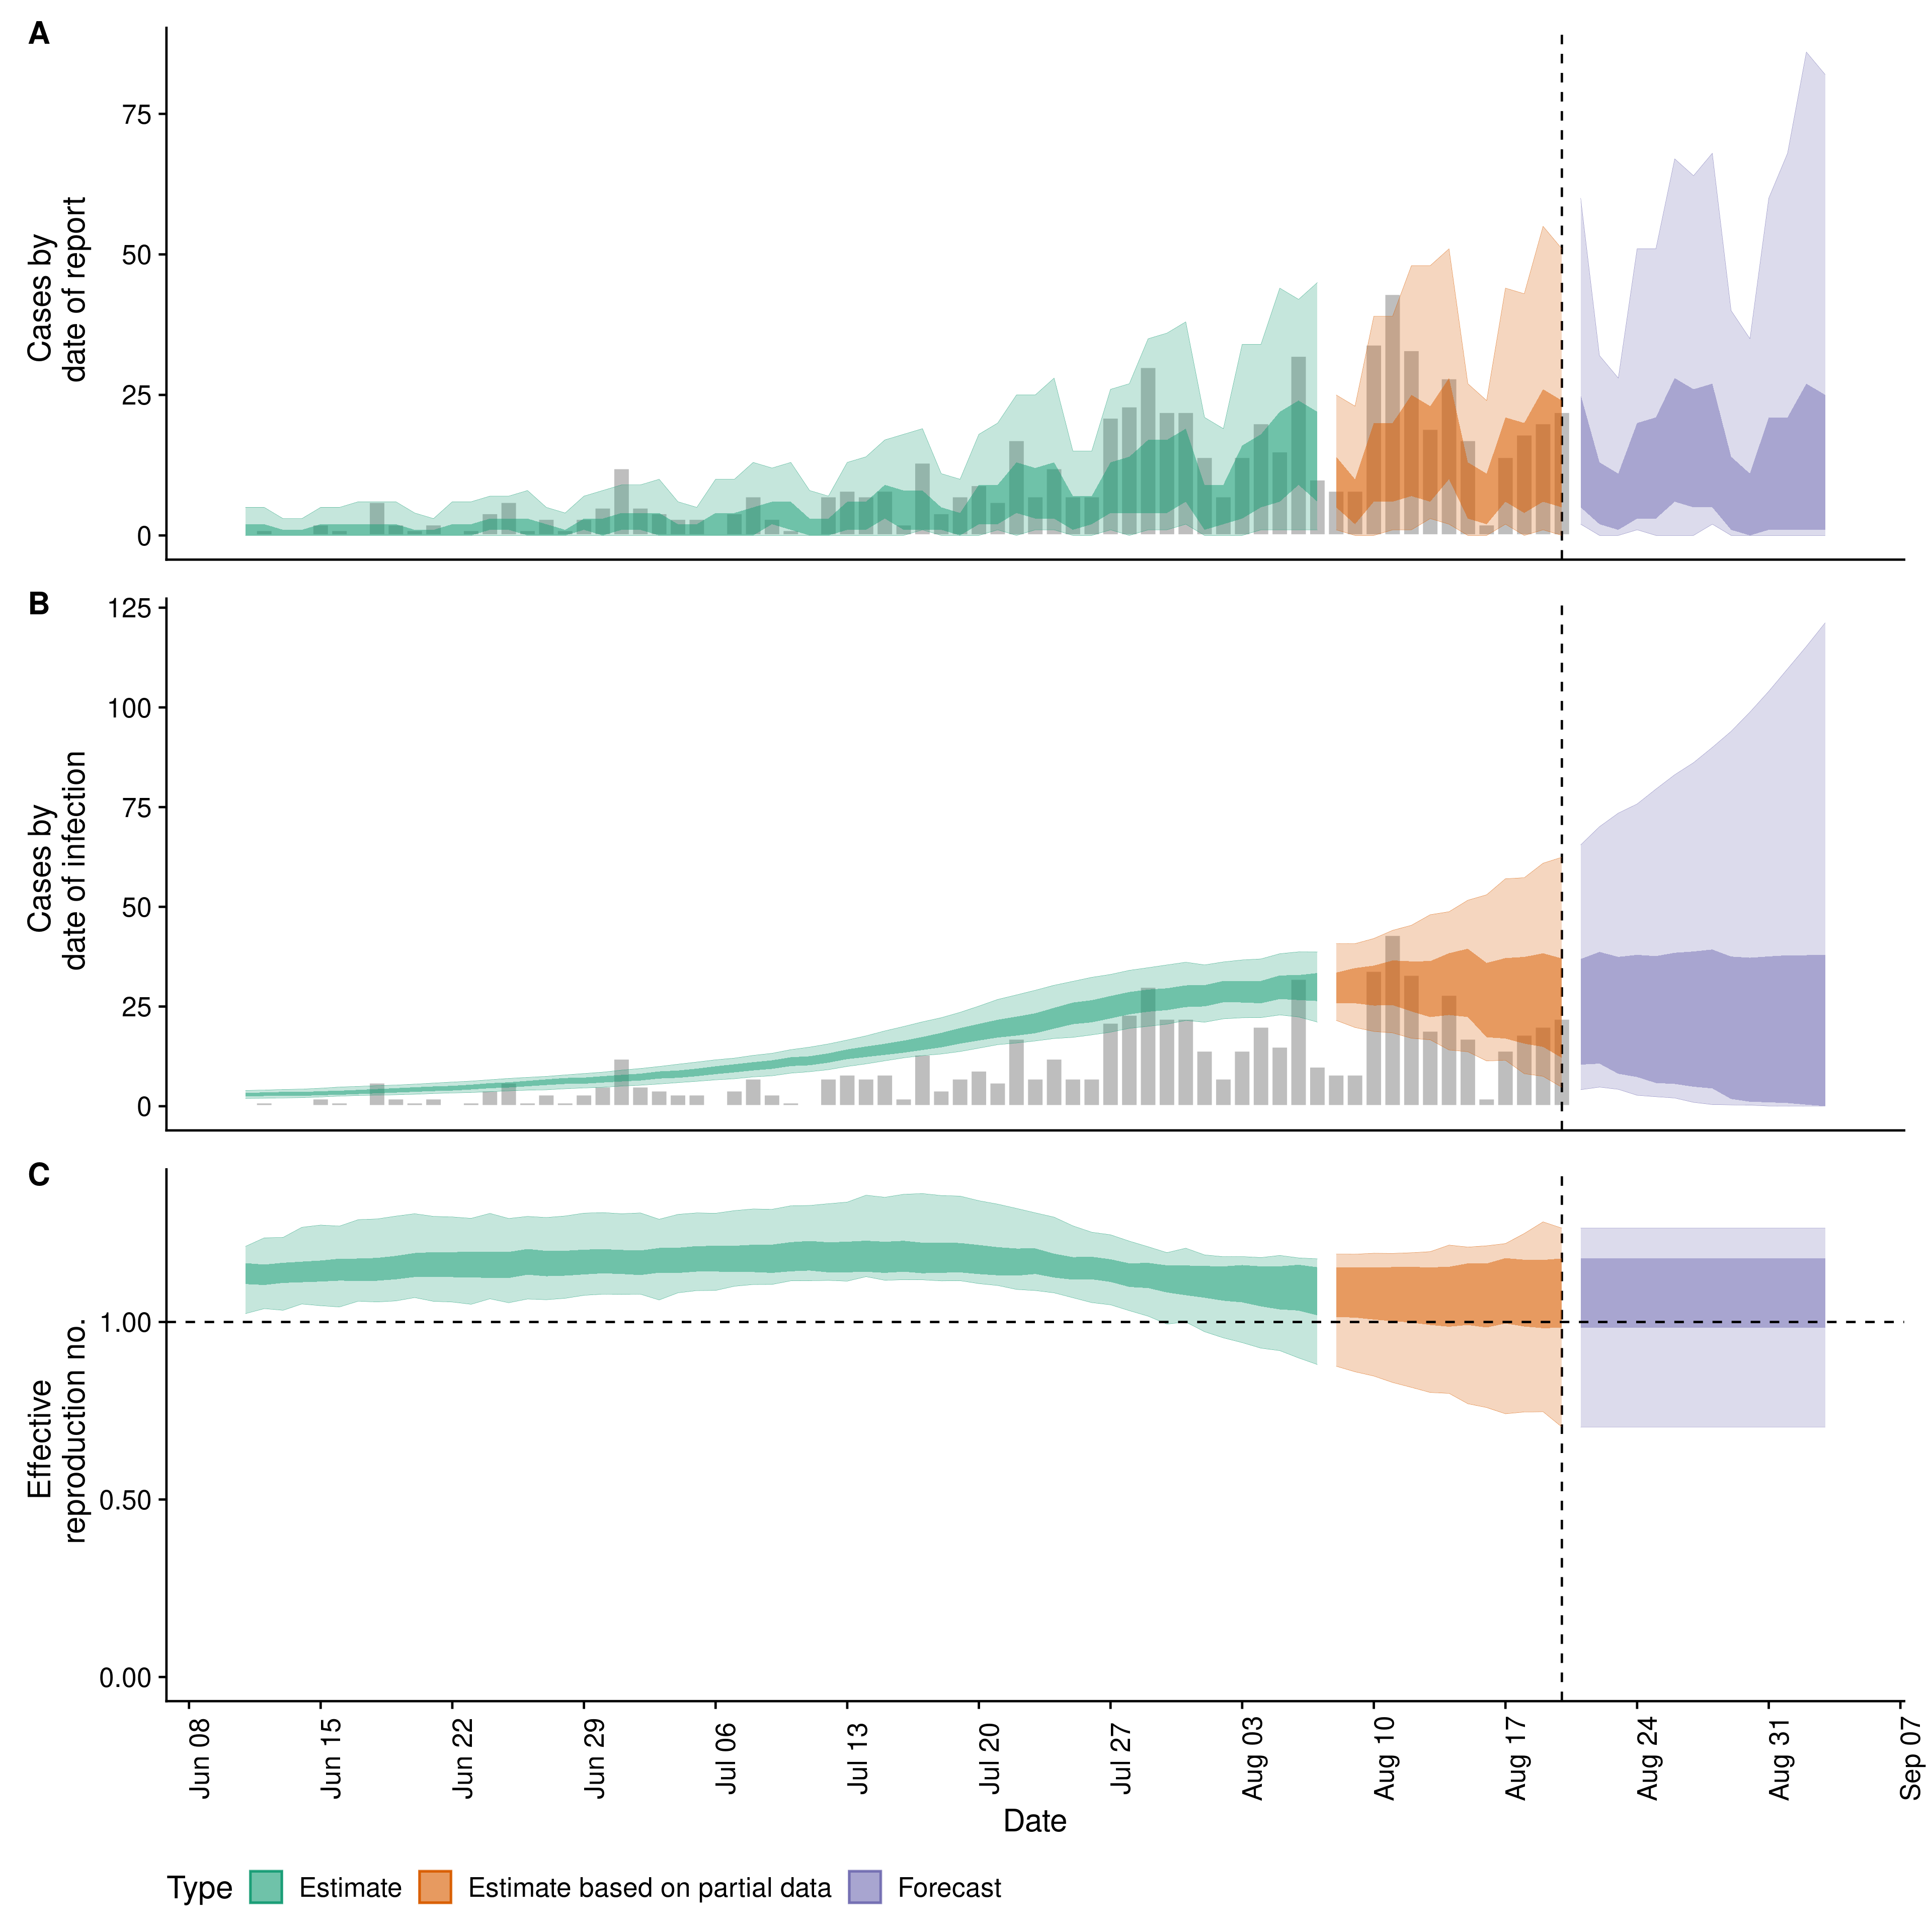 A
Cases by
date of report
75
50
25
0
B
Cases by
date of infection
125
100
75
50
25
0
C
Effective
reproduction no.
1.00
0.50
0.00
Jun 08
Jun 15
Jun 22
Jun 29
Jul 06
Jul 13
Jul 20
Jul 27
Aug 03
Aug 10
Aug 17
Aug 24
Aug 31
Sep 07
Date
Type Estimate Estimate based on partial data Forecast